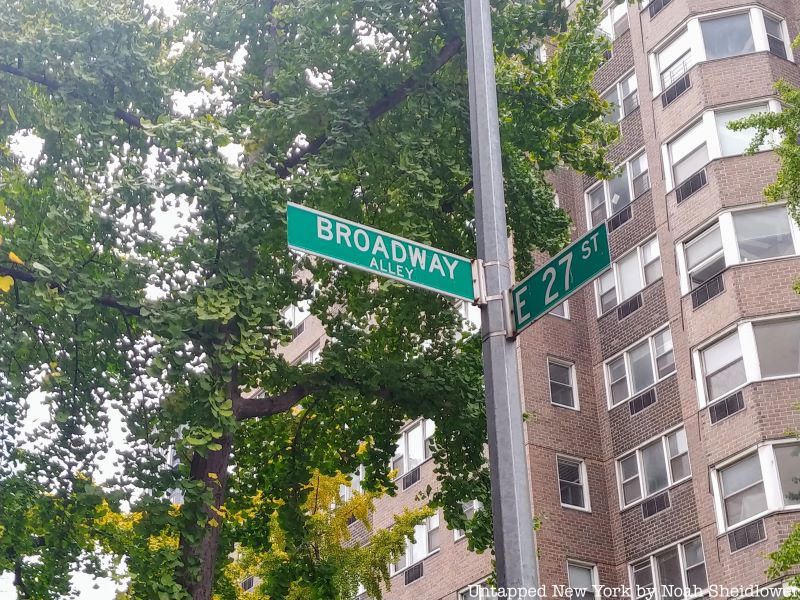 BROADWAY
ALLEY
E 27 ST
Untapped New York by Noah Sheidlower